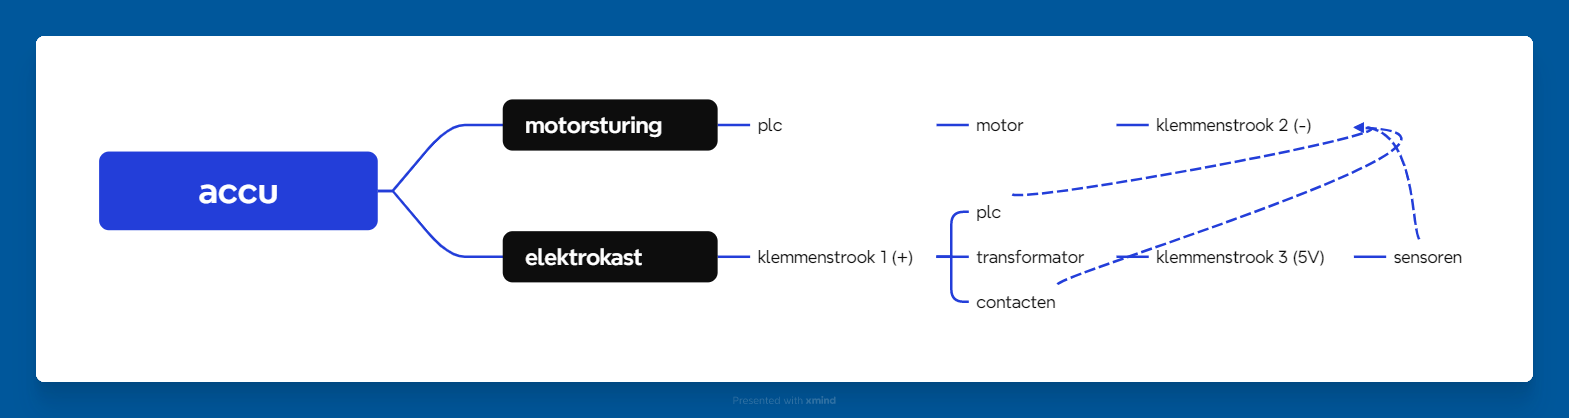 accu
motorsturing
plc
motor
klemmenstrook 2 (-)
elektrokast
klemmenstrook 1 (+)
plc
transformator
klemmenstrook 3 (5V)
sensoren
contacten
Presented with xmind